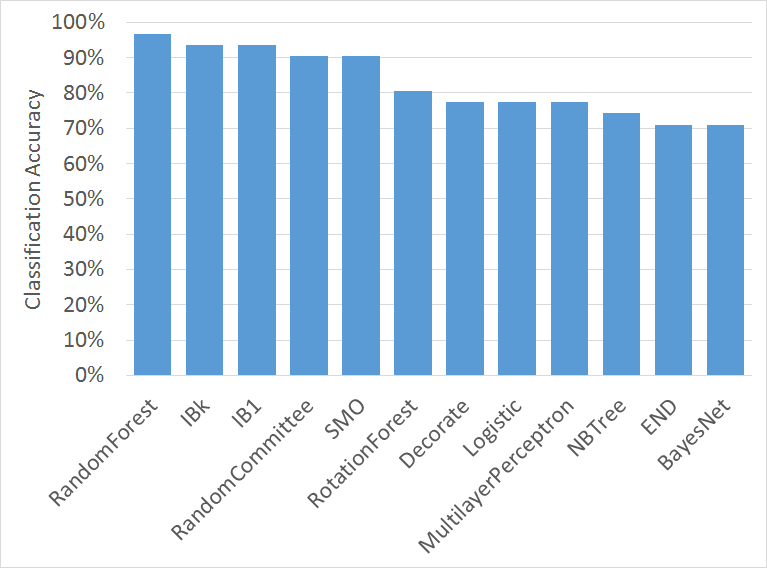 Classification Accuracy
100%
90%
80%
70%
60%
50%
40%
30%
20%
10%
0%
RandomForest
IBk
IB1
RandomCommittee
SMO
RotationForest
Decorate
Logistic
MultilayerPerceptron
NBTree
END
BayesNet